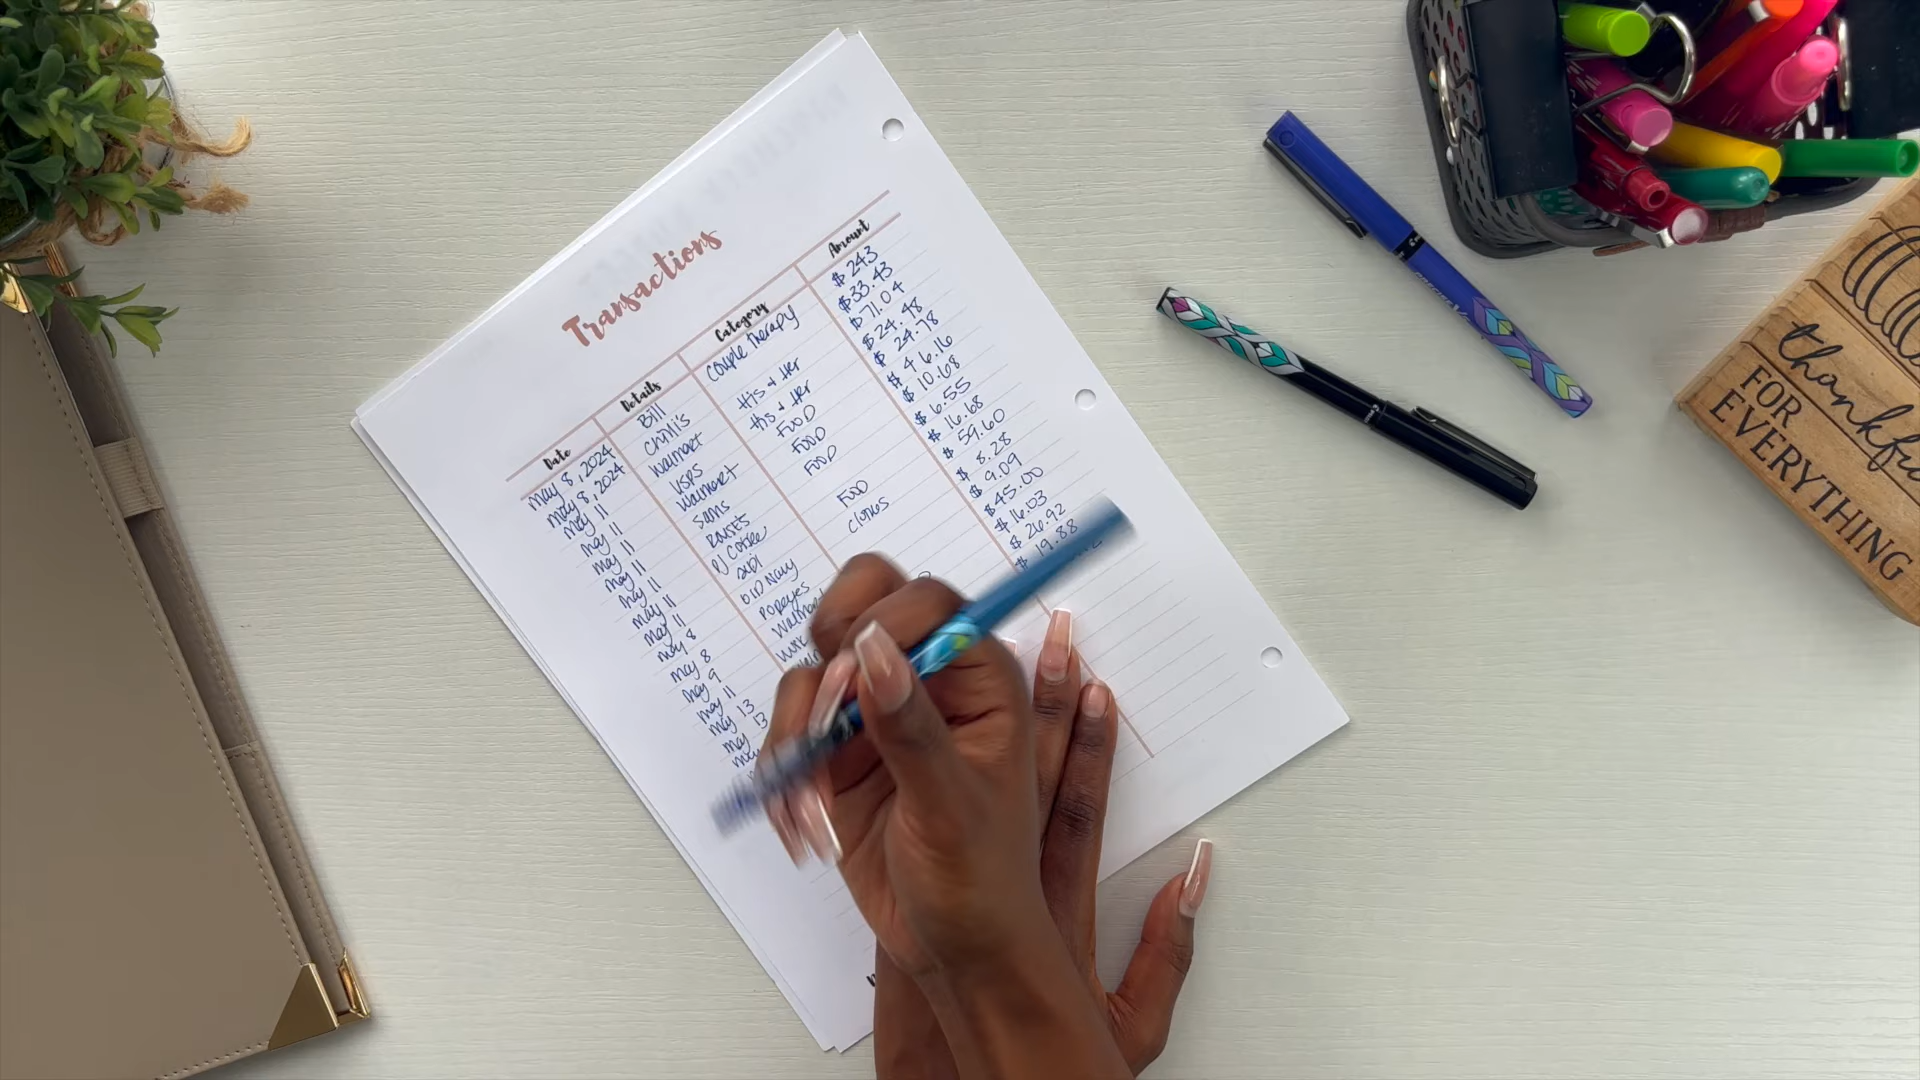 Transactions
Date Details Category Amount
May 8, 2024 Bill Couple Therapy $ 243
May 8, 2024 Chili's His & Her $33.43
May 11 Walmart His & Her $ 71.04
May 11 USPS FOOD $ 24.48
May 11 Walmart FOOD $ 24.78
May 11 Sams FOOD $ 46.16
May 11 $ 10.68
May 11 PJ Coffee Food $ 6.55
May 11 Aldi Clothes $ 16.68
May 8 Old Navy $ 59.60
May 8 Popeyes $ 8.28
May 9 $ 9.09
May 11 $45.00
May 13 $ 16.03
May 13 $ 26.92
$ 19.88
thankful
FOR
EVERYTHING